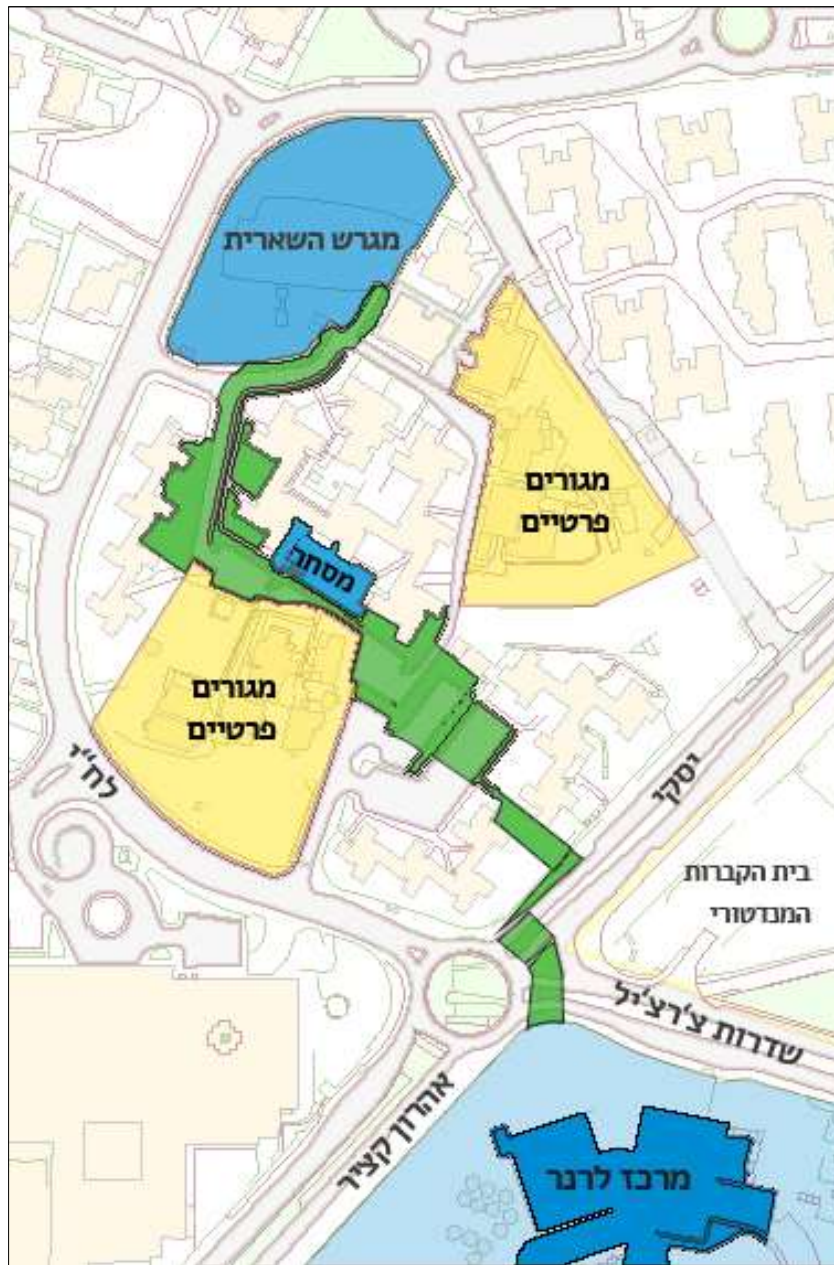 מגרש השארית
מגורים
פרטיים
מסחר
מגורים
פרטיים
לח״י
יסקי
בית הקברות
המנדטורי
שדרות צ׳רצ׳יל
אהרון קציר
מרכז לרנר